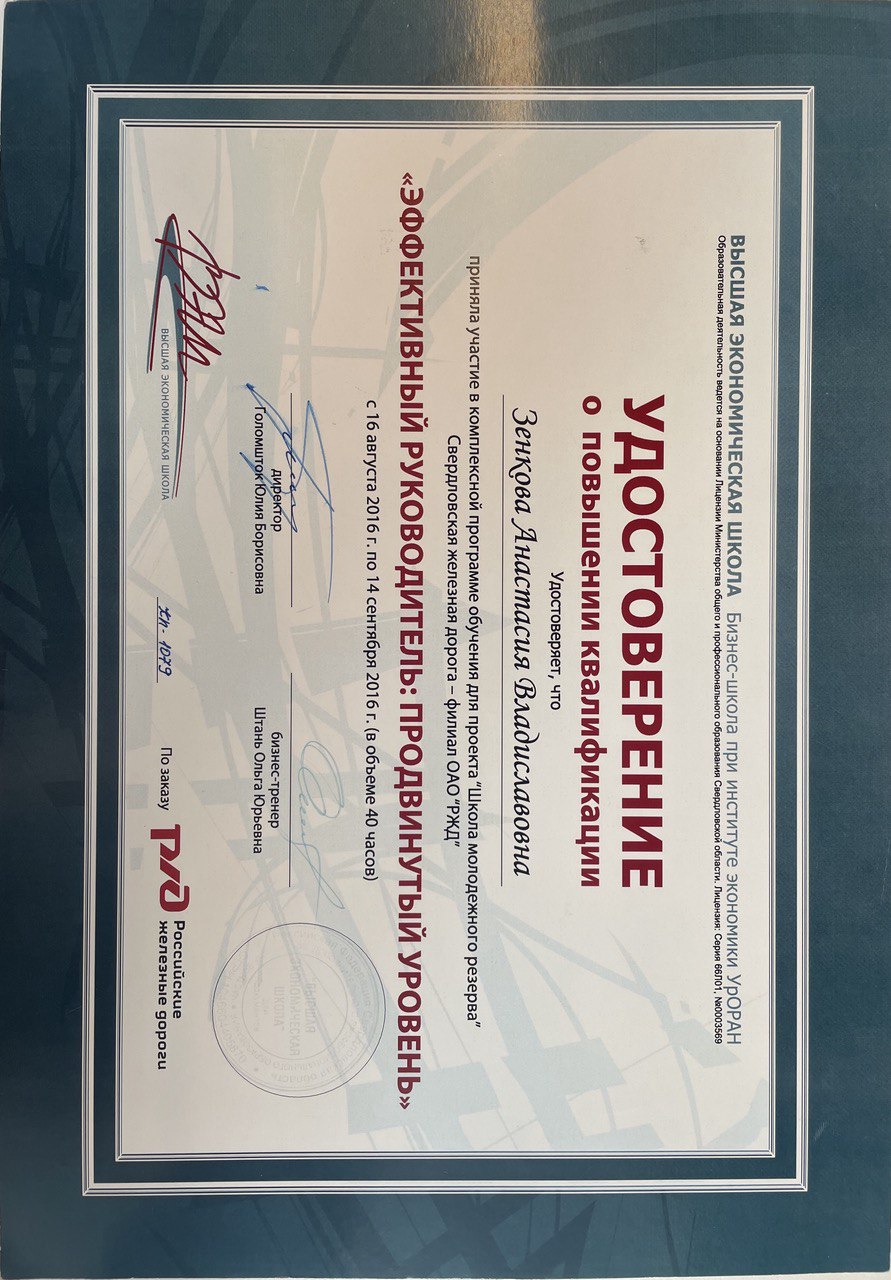 ВЫСШАЯ ЭКОНОМИЧЕСКАЯ ШКОЛА Бизнес-школа при институте экономики УрОРАН
Образовательная деятельность ведется на основании Лицензии Министерства общего и профессионального образования Свердловской области. Лицензия: Серия 66Л01, №0003569
УДОСТОВЕРЕНИЕ
о повышении квалификации
Удостоверяет, что
Зенкова Анастасия Владиславовна
приняла участие в комплексной программе обучения для проекта "Школа молодежного резерва"
Свердловская железная дорога – филиал ОАО "РЖД"
«ЭФФЕКТИВНЫЙ РУКОВОДИТЕЛЬ: ПРОДВИНУТЫЙ УРОВЕНЬ»
с 16 августа 2016 г. по 14 сентября 2016 г. (в объеме 40 часов)
директор
Голомшток Юлия Борисовна
бизнес-тренер
Штань Ольга Юрьевна
"ВЫСШАЯ
ЭКОНОМИЧЕСКАЯ
ШКОЛА"
ВЭШ
ВЫСШАЯ ЭКОНОМИЧЕСКАЯ ШКОЛА
кп- 1079
По заказу
РЖД
Российские
железные дороги